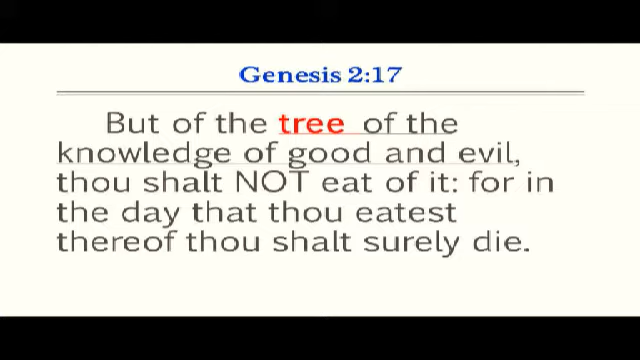 Genesis 2:17
But of the tree of the
knowledge of good and evil,
thou shalt NOT eat of it: for in
the day that thou eatest
thereof thou shalt surely die.